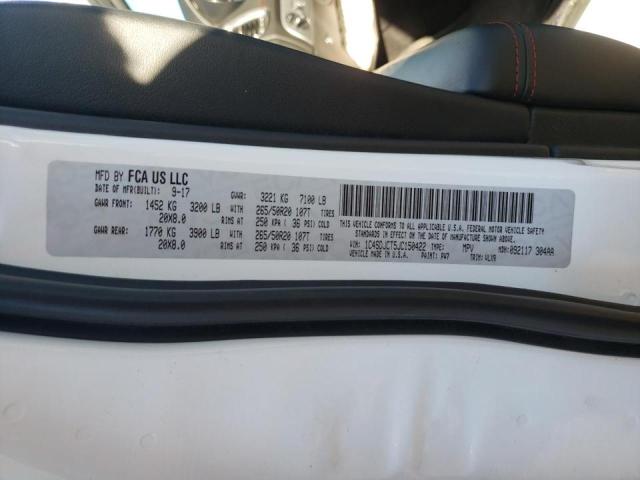 MFD BY FCA US LLC
DATE OF MFR(BUILT): 9-17 GVWR: 3221 KG 7100 LB
GAWR FRONT: 1452 KG 3200 LB WITH 265/50R20 107T TIRES
20X8.0 RIMS AT 250 KPA ( 36 PSI) COLD
GAWR REAR: 1770 KG 3900 LB WITH 265/50R20 107T TIRES
20X8.0 RIMS AT 250 KPA ( 36 PSI) COLD
THIS VEHICLE CONFORMS TO ALL APPLICABLE U.S.A. FEDERAL MOTOR VEHICLE SAFETY
STANDARDS IN EFFECT ON THE DATE OF MANUFACTURE SHOWN ABOVE.
VIN: 1C4SDJCT5JC150422 TYPE: MPV MDH:092117 304AA
VEHICLE MADE IN U.S.A. PAINT: PW7 TRIM: